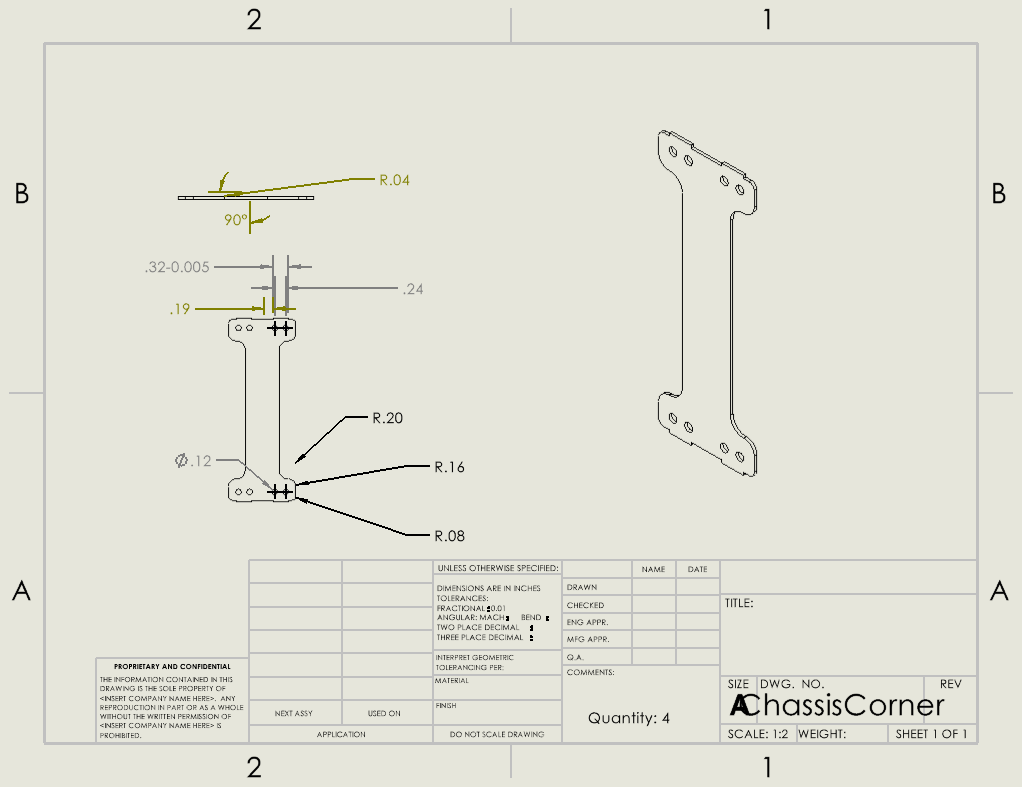 2
1
B
B
R.04
90°
.32-0.005
.24
.19
R.20
∅.12
R.16
R.08
A
A
UNLESS OTHERWISE SPECIFIED:
DIMENSIONS ARE IN INCHES
TOLERANCES:
FRACTIONAL 0.01
ANGULAR: MACH BEND
TWO PLACE DECIMAL
THREE PLACE DECIMAL
INTERPRET GEOMETRIC
TOLERANCING PER:
MATERIAL
FINISH
DO NOT SCALE DRAWING
NAME DATE
DRAWN
CHECKED
ENG APPR.
MFG APPR.
Q.A.
COMMENTS:
Quantity: 4
TITLE:
SIZE DWG. NO. REV
A ChassisCorner
SCALE: 1:2 WEIGHT: SHEET 1 OF 1
PROPRIETARY AND CONFIDENTIAL
THE INFORMATION CONTAINED IN THIS
DRAWING IS THE SOLE PROPERTY OF
<INSERT COMPANY NAME HERE>. ANY
REPRODUCTION IN PART OR AS A WHOLE
WITHOUT THE WRITTEN PERMISSION OF
<INSERT COMPANY NAME HERE> IS
PROHIBITED.
NEXT ASSY USED ON
APPLICATION
2
1